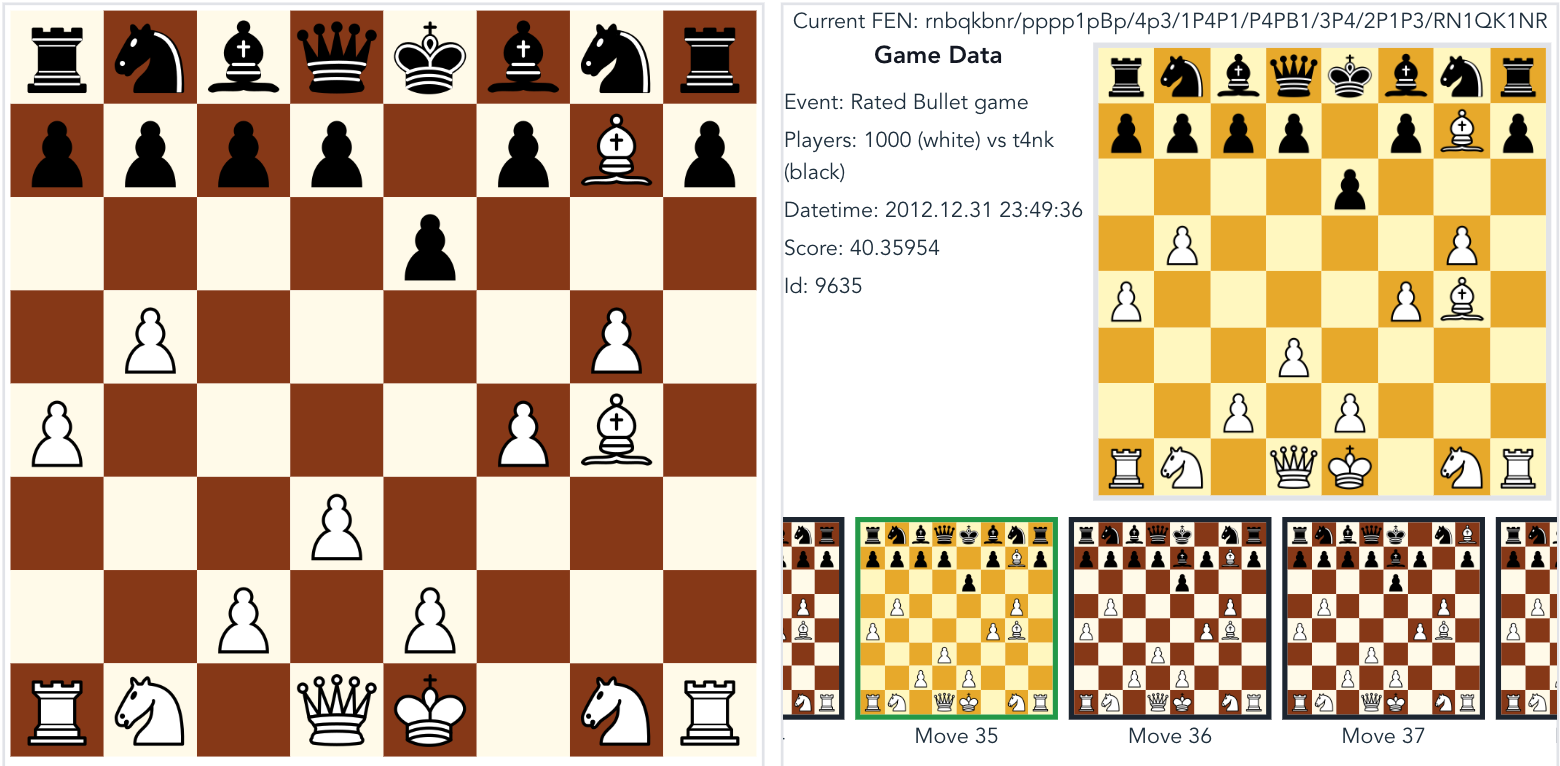 Current FEN: rnbqkbnr/pppp1pBp/4p3/1P4P1/P4PB1/3P4/2P1P3/RN1QK1NR
Game Data
Event: Rated Bullet game
Players: 1000 (white) vs t4nk
(black)
Datetime: 2012.12.31 23:49:36
Score: 40.35954
Id: 9635
Move 35
Move 36
Move 37